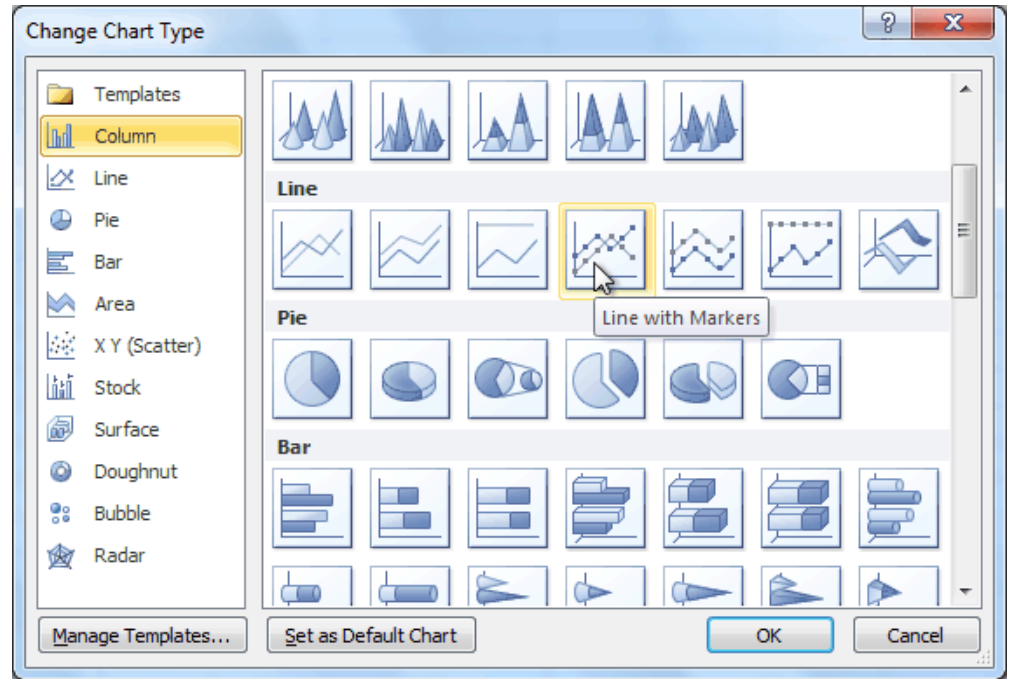 Change Chart Type
?
Templates
Column
Line
Pie
Bar
Area
X Y (Scatter)
Stock
Surface
Doughnut
Bubble
Radar
Line
Line with Markers
Pie
Bar
Manage Templates...
Set as Default Chart
OK
Cancel